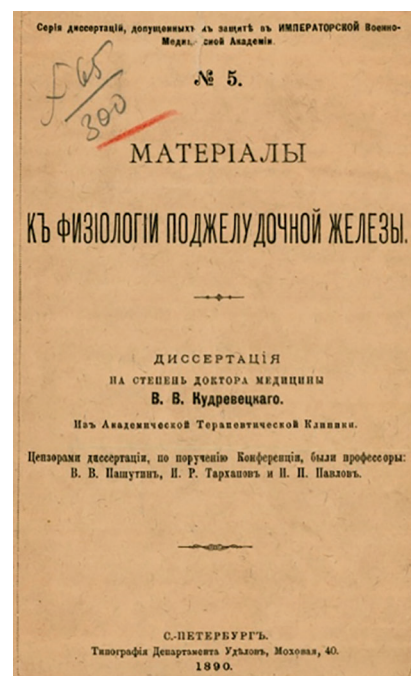 Серія диссертацій, допущенныхъ къ защитѣ въ ИМПЕРАТОРСКОЙ Военно-
Медицинской Академіи.
№ 5.
300
МАТЕРІАЛЫ
КЪ ФИЗІОЛОГІИ ПОДЖЕЛУДОЧНОЙ ЖЕЛЕЗЫ.
ДИССЕРТАЦІЯ
НА СТЕПЕНЬ ДОКТОРА МЕДИЦИНЫ
В. В. Кудревецкаго.
Изъ Академической Терапевтической Клиники.
Цензорами диссертаціи, по порученію Конференціи, были профессоры:
В. В. Пашутинъ, И. Р. Тархановъ и И. П. Павловъ.
С.-ПЕТЕРБУРГЪ.
Типографія Департамента Удѣловъ, Моховая, 40.
1890.